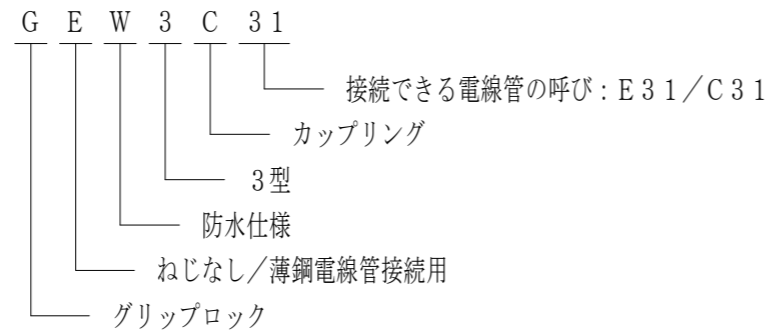 GEW3C31
接続できる電線管の呼び:E31/C31
カップリング
3型
防水仕様
ねじなし/薄鋼電線管接続用
グリップロック